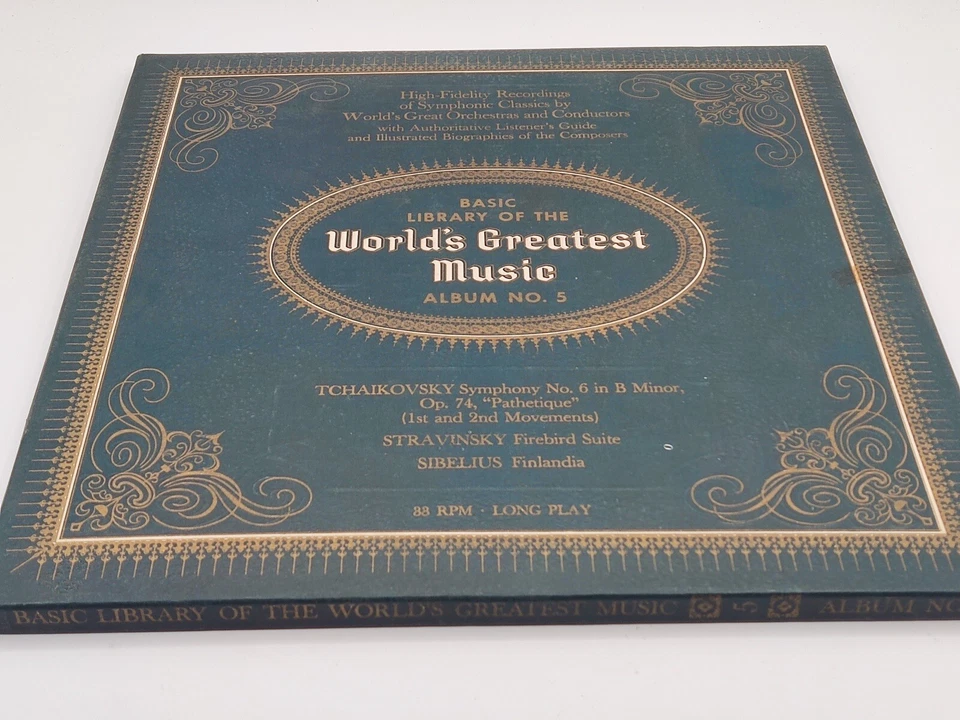 High-Fidelity Recordings
of Symphonic Classics by
World's Great Orchestras and Conductors
with Authoritative Listener's Guide
and Illustrated Biographies of the Composers
BASIC
LIBRARY OF THE
World's Greatest
Music
ALBUM NO. 5
TCHAIKOVSKY Symphony No. 6 in B Minor,
Op. 74, "Pathetique"
(1st and 2nd Movements)
STRAVINSKY Firebird Suite
SIBELIUS Finlandia
33 RPM · LONG PLAY
BASIC LIBRARY OF THE WORLD'S GREATEST MUSIC 5 ALBUM NO